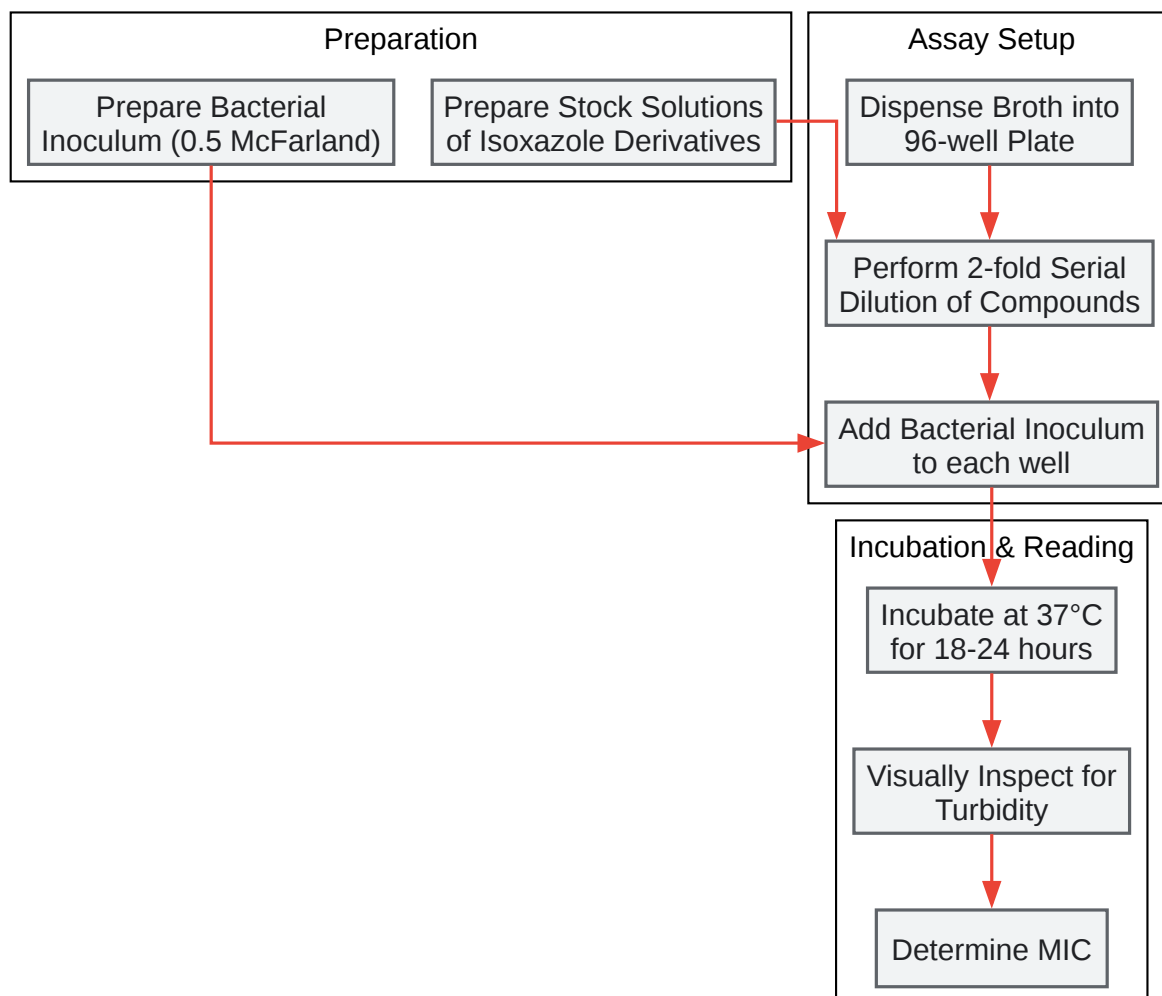 Preparation
Prepare Bacterial
Inoculum (0.5 McFarland)
Prepare Stock Solutions
of Isoxazole Derivatives
Assay Setup
Dispense Broth into
96-well Plate
Perform 2-fold Serial
Dilution of Compounds
Add Bacterial Inoculum
to each well
Incubation & Reading
Incubate at 37°C
for 18-24 hours
Visually Inspect for
Turbidity
Determine MIC